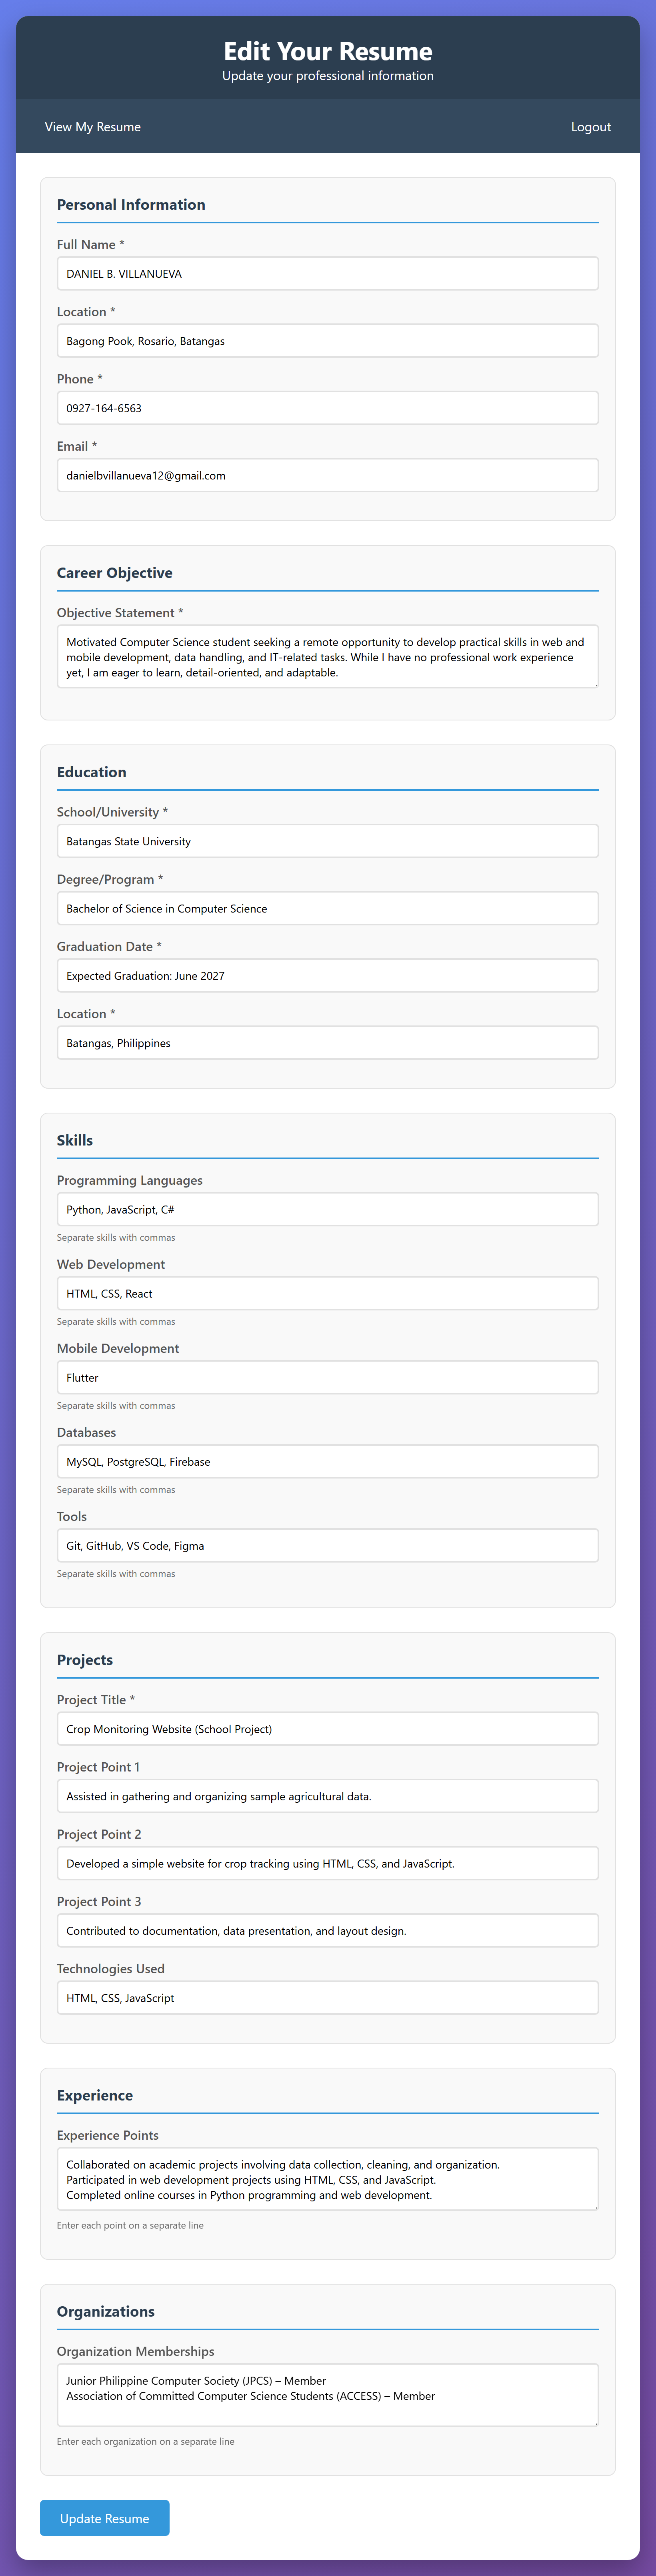 Edit Your Resume
Update your professional information
View My Resume
Logout
Personal Information
Full Name *
DANIEL B. VILLANUEVA
Location *
Bagong Pook, Rosario, Batangas
Phone *
0927-164-6563
Email *
danielbvillanueva12@gmail.com
Career Objective
Objective Statement *
Motivated Computer Science student seeking a remote opportunity to develop practical skills in web and
mobile development, data handling, and IT-related tasks. While I have no professional work experience
yet, I am eager to learn, detail-oriented, and adaptable.
Education
School/University *
Batangas State University
Degree/Program *
Bachelor of Science in Computer Science
Graduation Date *
Expected Graduation: June 2027
Location *
Batangas, Philippines
Skills
Programming Languages
Python, JavaScript, C#
Separate skills with commas
Web Development
HTML, CSS, React
Separate skills with commas
Mobile Development
Flutter
Separate skills with commas
Databases
MySQL, PostgreSQL, Firebase
Separate skills with commas
Tools
Git, GitHub, VS Code, Figma
Separate skills with commas
Projects
Project Title *
Crop Monitoring Website (School Project)
Project Point 1
Assisted in gathering and organizing sample agricultural data.
Project Point 2
Developed a simple website for crop tracking using HTML, CSS, and JavaScript.
Project Point 3
Contributed to documentation, data presentation, and layout design.
Technologies Used
HTML, CSS, JavaScript
Experience
Experience Points
Collaborated on academic projects involving data collection, cleaning, and organization.
Participated in web development projects using HTML, CSS, and JavaScript.
Completed online courses in Python programming and web development.
Enter each point on a separate line
Organizations
Organization Memberships
Junior Philippine Computer Society (JPCS) – Member
Association of Committed Computer Science Students (ACCESS) – Member
Enter each organization on a separate line
Update Resume